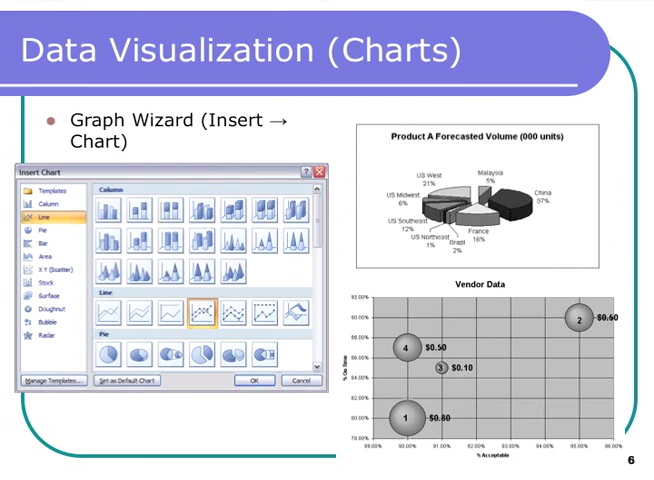 Data Visualization (Charts)
Graph Wizard (Insert →
Chart)
Insert Chart
Templates
Column
Line
Pie
Bar
Area
X Y (Scatter)
Stock
Surface
Doughnut
Bubble
Radar
Column
Line
Pie
Manage Templates...
Set as Default Chart
OK
Cancel
Product A Forecasted Volume (000 units)
US West
21%
Malaysia
5%
US Midwest
6%
China
37%
US Southeast
12%
US Northeast
1%
Brazil
2%
France
16%
Vendor Data
92.00%
90.00%
88.00%
86.00%
84.00%
82.00%
80.00%
78.00%
2
$0.50
4
$0.50
3
$0.10
1
$0.80
89.00% 90.00% 91.00% 92.00% 93.00% 94.00% 95.00% 96.00%
% Acceptable
6